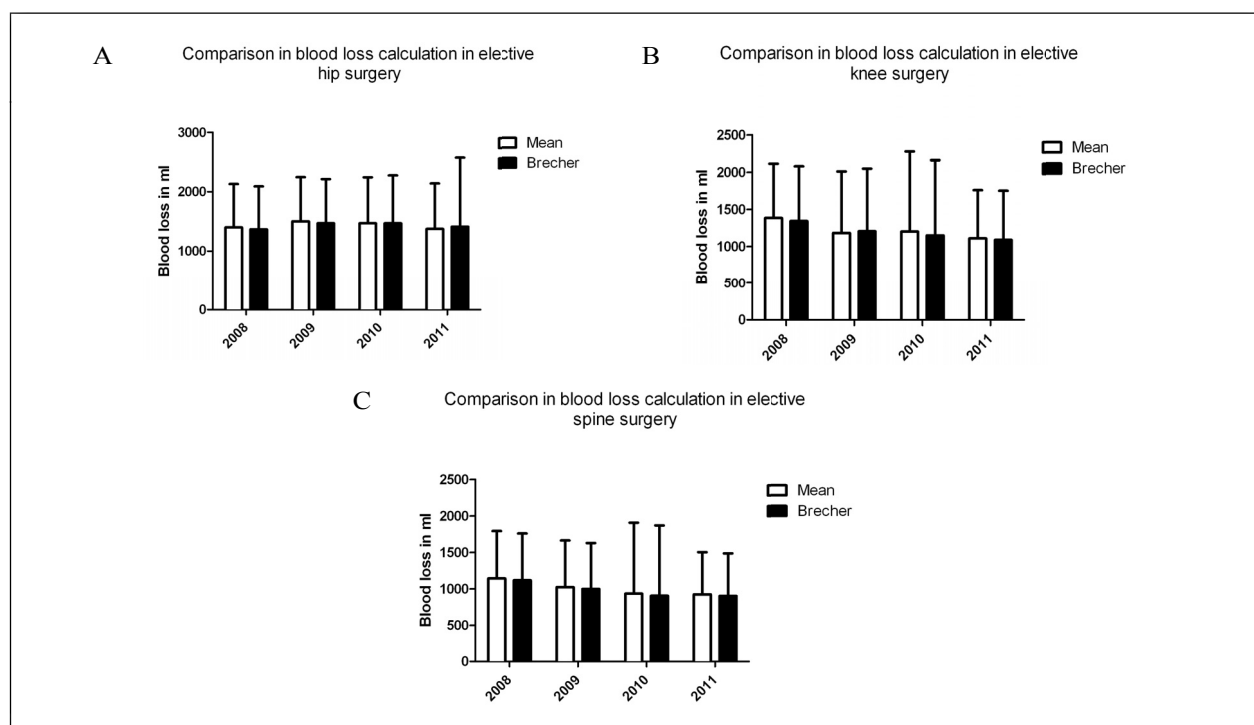 A
Comparison in blood loss calculation in elective
hip surgery
Blood loss in ml
3000
2000
1000
0
2008
2009
2010
2011
Mean
Brecher
B
Comparison in blood loss calculation in elective
knee surgery
Blood loss in ml
2500
2000
1500
1000
500
0
2008
2009
2010
2011
Mean
Brecher
C
Comparison in blood loss calculation in elective
spine surgery
Blood loss in ml
2500
2000
1500
1000
500
0
2008
2009
2010
2011
Mean
Brecher